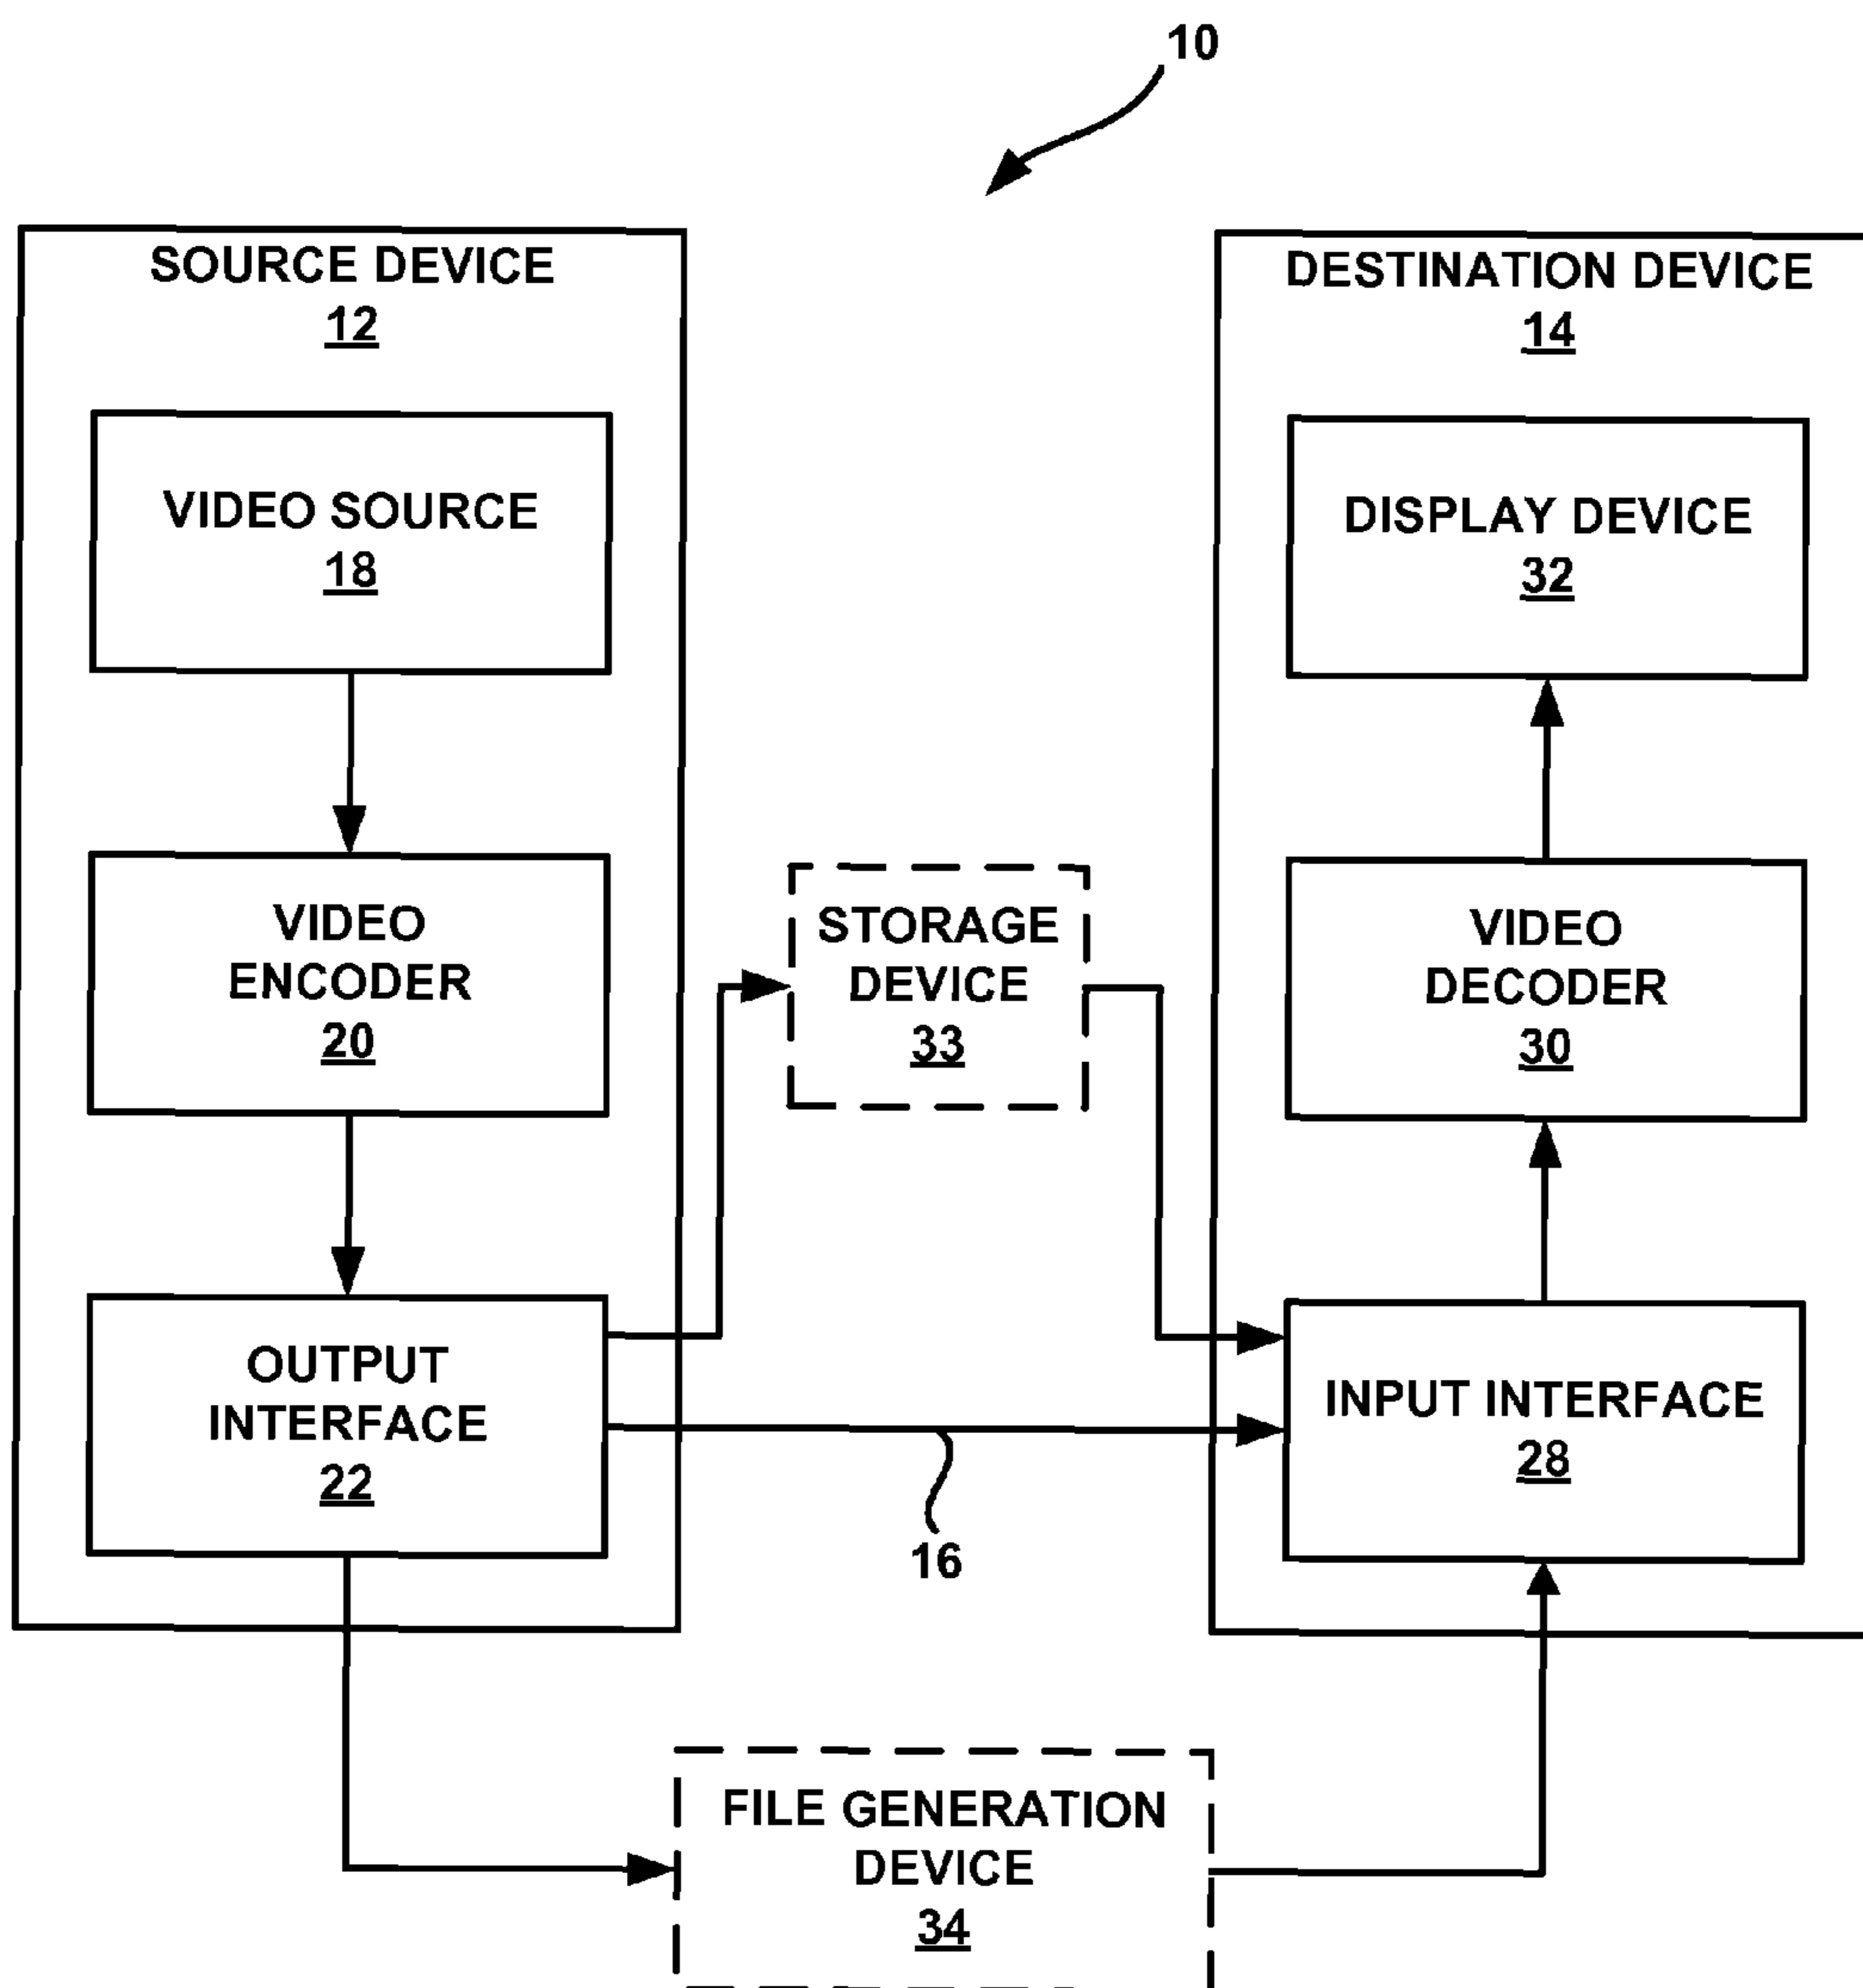 10
SOURCE DEVICE
12
VIDEO SOURCE
18
VIDEO
ENCODER
20
OUTPUT
INTERFACE
22
STORAGE
DEVICE
33
16
FILE GENERATION
DEVICE
34
DESTINATION DEVICE
14
DISPLAY DEVICE
32
VIDEO
DECODER
30
INPUT INTERFACE
28